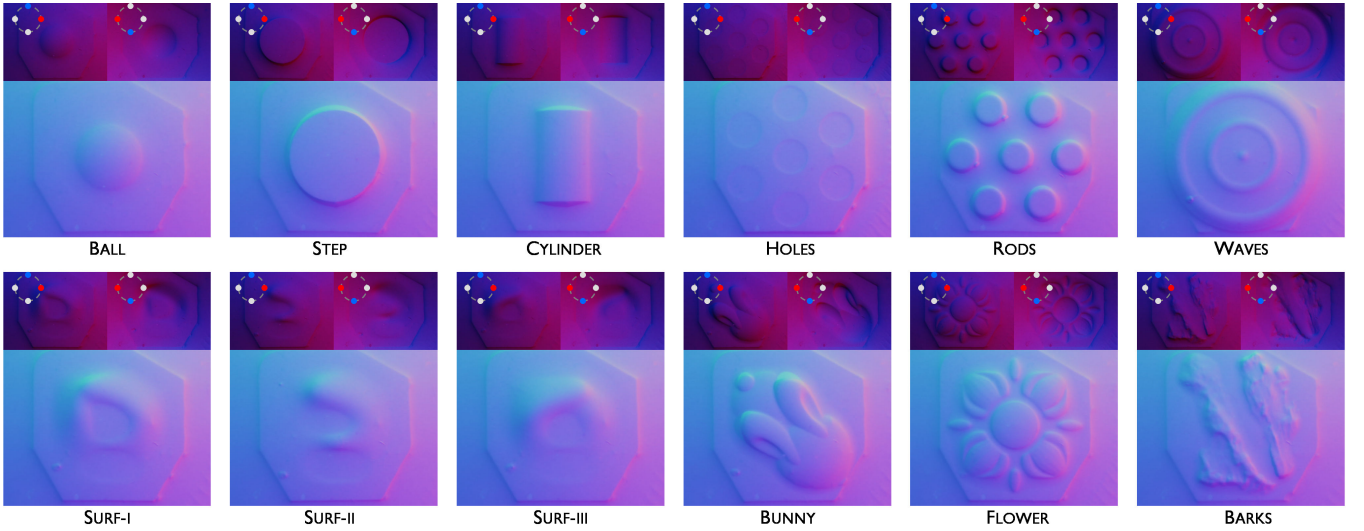 BALL
STEP
CYLINDER
HOLES
RODS
WAVES
SURF-I
SURF-II
SURF-III
BUNNY
FLOWER
BARKS